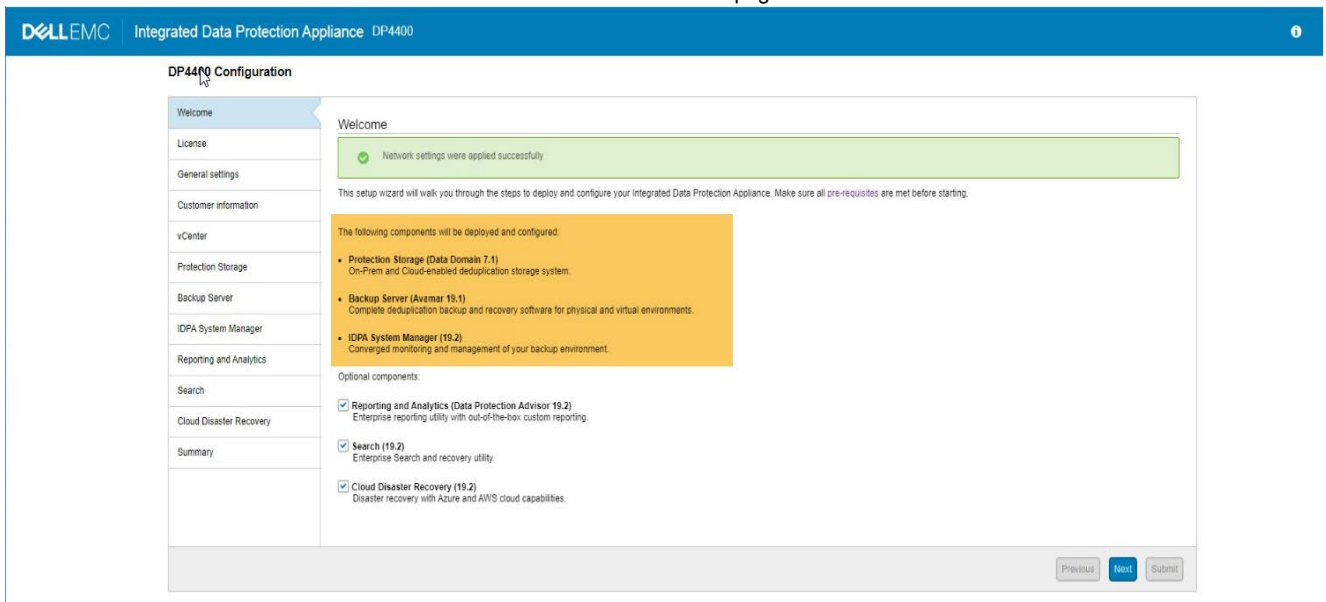 DELLEMC Integrated Data Protection Appliance DP4400
DP4400 Configuration
Welcome
License
General settings
Customer information
vCenter
Protection Storage
Backup Server
IDPA System Manager
Reporting and Analytics
Search
Cloud Disaster Recovery
Summary
Welcome
Network settings were applied successfully
This setup wizard will walk you through the steps to deploy and configure your Integrated Data Protection Appliance. Make sure all pre-requisites are met before starting.
The following components will be deployed and configured:
• Protection Storage (Data Domain 7.1)
On-Prem and Cloud-enabled deduplication storage system.
• Backup Server (Avamar 19.1)
Complete deduplication backup and recovery software for physical and virtual environments.
• IDPA System Manager (19.2)
Converged monitoring and management of your backup environment.
Optional components:
Reporting and Analytics (Data Protection Advisor 19.2)
Enterprise reporting utility with out-of-the-box custom reporting.
Search (19.2)
Enterprise Search and recovery utility.
Cloud Disaster Recovery (19.2)
Disaster recovery with Azure and AWS cloud capabilities.
Previous Next Submit